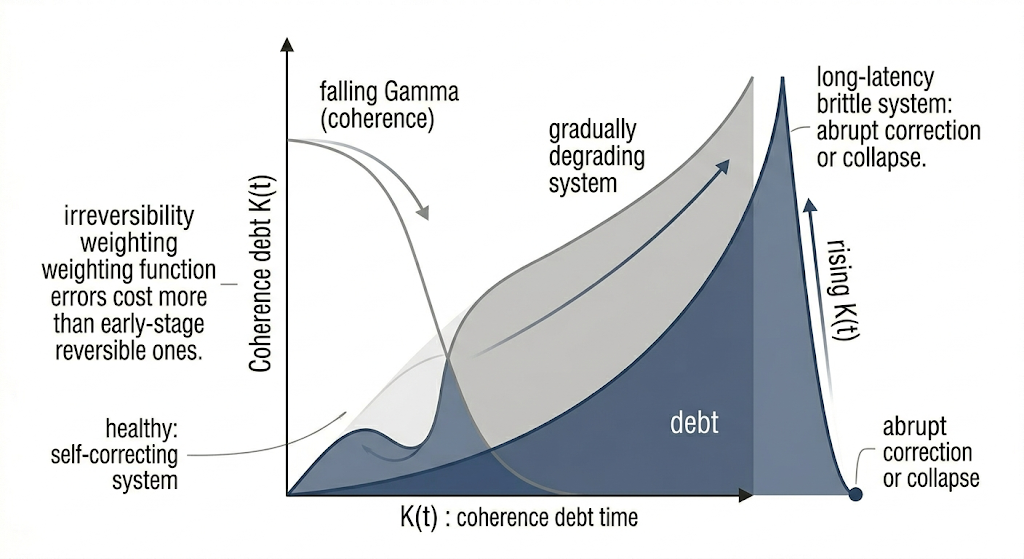 falling Gamma
(coherence)
gradually
degrading
system
long-latency
brittle system:
abrupt correction
or collapse.
irreversibility
weighting
weighting function
errors cost more
than early-stage
reversible ones.
Coherence debt K(t)
rising K(t)
healthy:
self-correcting
system
debt
abrupt
correction
or collapse
K(t) : coherence debt time